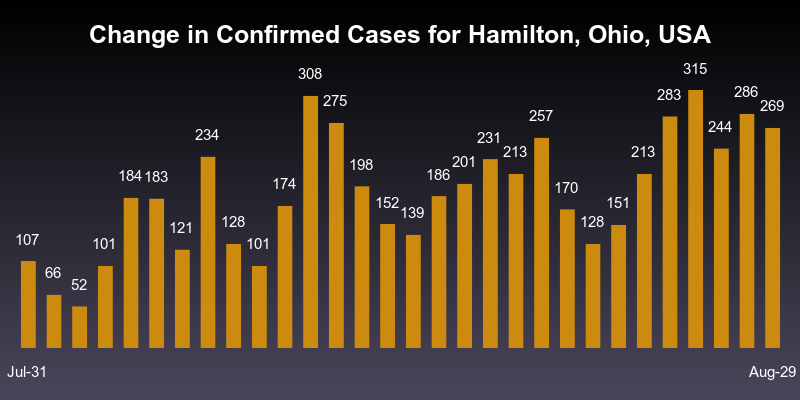 Change in Confirmed Cases for Hamilton, Ohio, USA
107 66 52 101 184 183 121 234 128 101 174 308 275 198 152 139 186 201 231 213 257 170 128 151 213 283 315 244 286 269
Jul-31 Aug-29